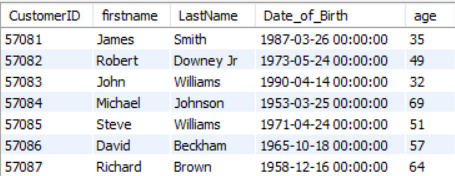 CustomerID firstname LastName Date_of_Birth age
57081 James Smith 1987-03-26 00:00:00 35
57082 Robert Downey Jr 1973-05-24 00:00:00 49
57083 John Williams 1990-04-14 00:00:00 32
57084 Michael Johnson 1953-03-25 00:00:00 69
57085 Steve Williams 1971-04-24 00:00:00 51
57086 David Beckham 1965-10-18 00:00:00 57
57087 Richard Brown 1958-12-16 00:00:00 64